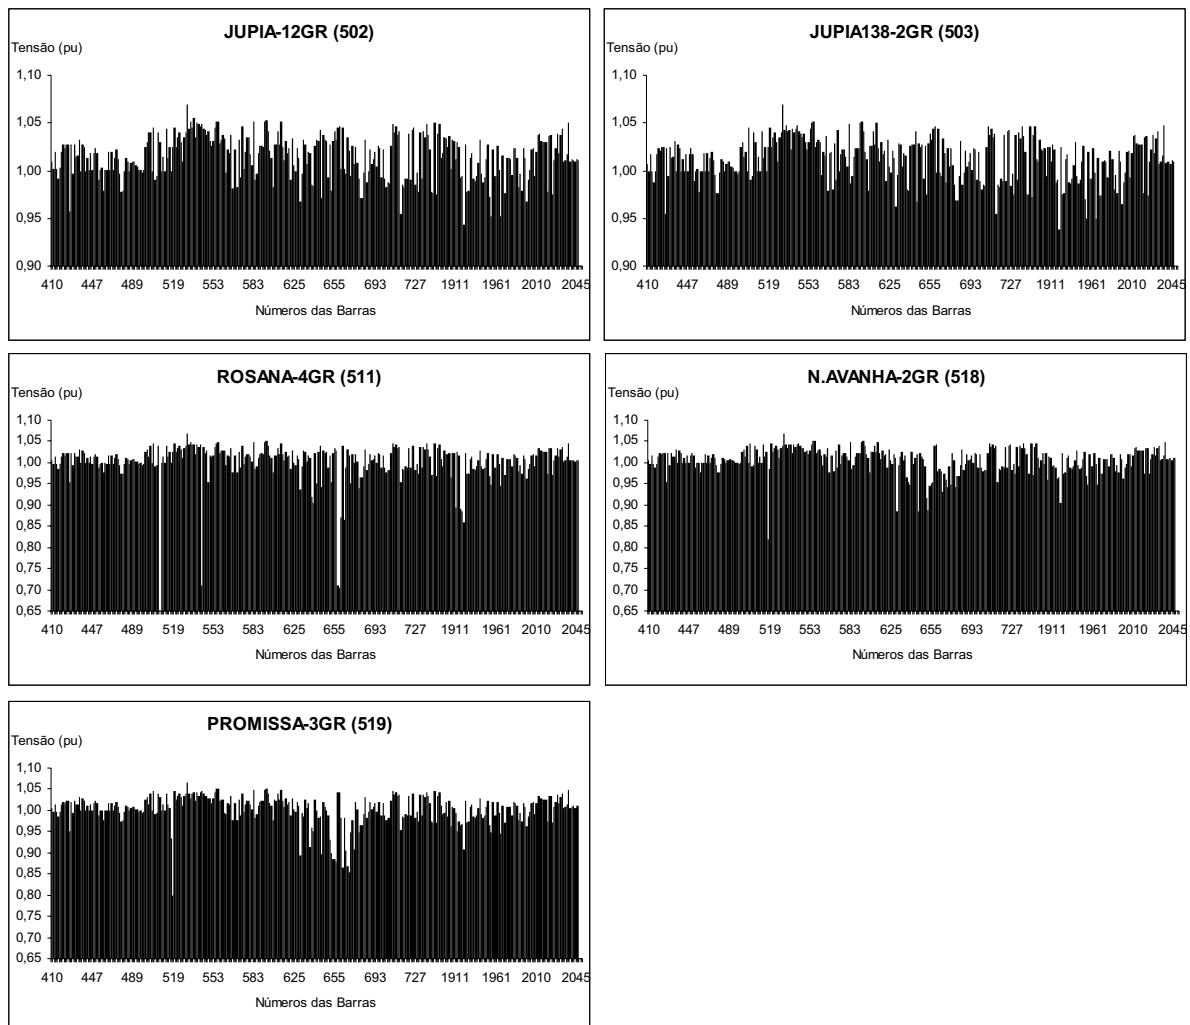 JUPIA-12GR (502)
Tensão (pu)
1,10
1,05
1,00
0,95
0,90
410 447 489 519 553 583 625 655 693 727 1911 1961 2010 2045
Números das Barras
JUPIA138-2GR (503)
Tensão (pu)
1,10
1,05
1,00
0,95
0,90
410 447 489 519 553 583 625 655 693 727 1911 1961 2010 2045
Números das Barras
ROSANA-4GR (511)
Tensão (pu)
1,10
1,05
1,00
0,95
0,90
0,85
0,80
0,75
0,70
0,65
410 447 489 519 553 583 625 655 693 727 1911 1961 2010 2045
Números das Barras
N.AVANHA-2GR (518)
Tensão (pu)
1,10
1,05
1,00
0,95
0,90
0,85
0,80
0,75
0,70
0,65
410 447 489 519 553 583 625 655 693 727 1911 1961 2010 2045
Números das Barras
PROMISSA-3GR (519)
Tensão (pu)
1,10
1,05
1,00
0,95
0,90
0,85
0,80
0,75
0,70
0,65
410 447 489 519 553 583 625 655 693 727 1911 1961 2010 2045
Números das Barras